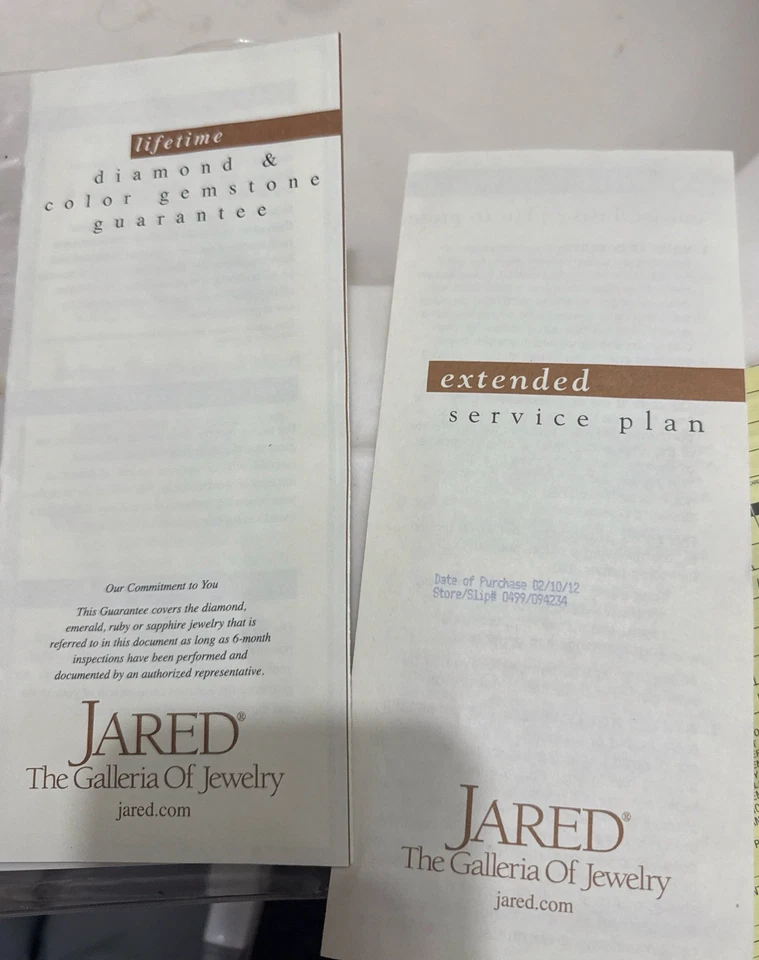 lifetime
diamond &
color gemstone
guarantee
Our Commitment to You
This Guarantee covers the diamond,
emerald, ruby or sapphire jewelry that is
referred to in this document as long as 6-month
inspections have been performed and
documented by an authorized representative.
JARED®
The Galleria Of Jewelry
jared.com
extended
service plan
Date of Purchase 02/10/12
Store/Slip# 0499/094234
JARED®
The Galleria Of Jewelry
jared.com